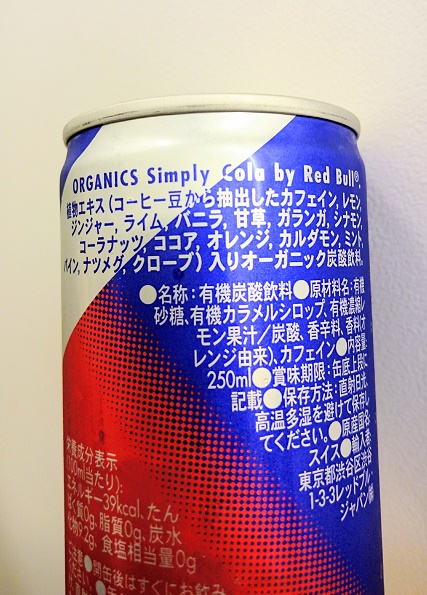 ORGANICS Simply Cola by Red Bull®.
植物エキス(コーヒー豆から抽出したカフェイン, レモン,
ジンジャー, ライム, バニラ, 甘草, ガランガ, シナモン,
コーラナッツ, ココア, オレンジ, カルダモン, ミント,
パイン, ナツメグ, クローブ)入りオーガニック炭酸飲料。
●名称:有機炭酸飲料●原材料名:有機
砂糖、有機カラメルシロップ、有機濃縮レ
モン果汁/炭酸、香辛料、香料(オ
レンジ由来)、カフェイン●内容量:
250ml●賞味期限:缶底上段に
記載●保存方法:直射日光、
高温多湿を避けて保存し
てください。●原産国名:
スイス●輸入者:
東京都渋谷区渋谷
1-3-3レッドブル・
ジャパン㈱
栄養成分表示
(100ml当たり):
エネルギー39kcal、たん
ぱく質0g、脂質0g、炭水
化物9.2g、食塩相当量0g
開缶後はすぐにお飲み